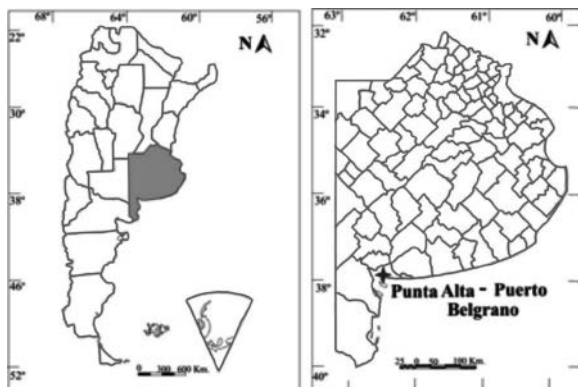 68° 64° 60° 56°
22°
N
30°
38°
46°
52°
0 300 600 Km.
63° 62° 61° 60°
32°
N
34°
36°
38°
Punta Alta - Puerto
Belgrano
40°
25 0 50 100 Km.